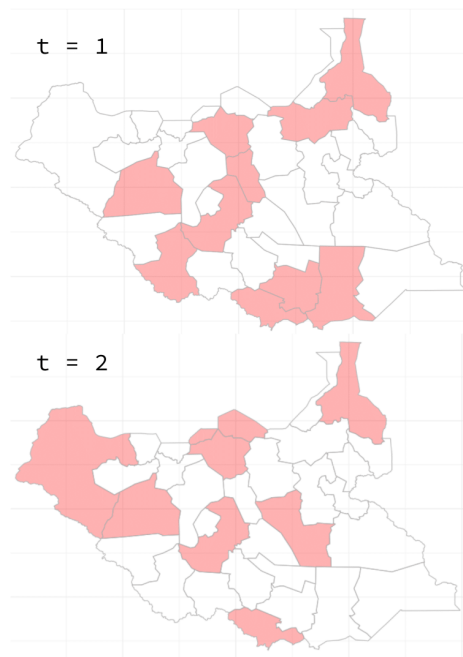 t = 1
t = 2